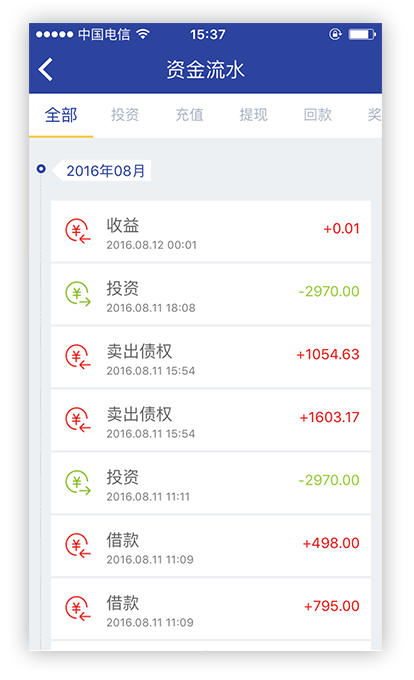 中国电信 15:37
资金流水
全部 投资 充值 提现 回款 奖
2016年08月
收益 +0.01
2016.08.12 00:01
投资 -2970.00
2016.08.11 18:08
卖出债权 +1054.63
2016.08.11 15:54
卖出债权 +1603.17
2016.08.11 15:54
投资 -2970.00
2016.08.11 11:11
借款 +498.00
2016.08.11 11:09
借款 +795.00
2016.08.11 11:09